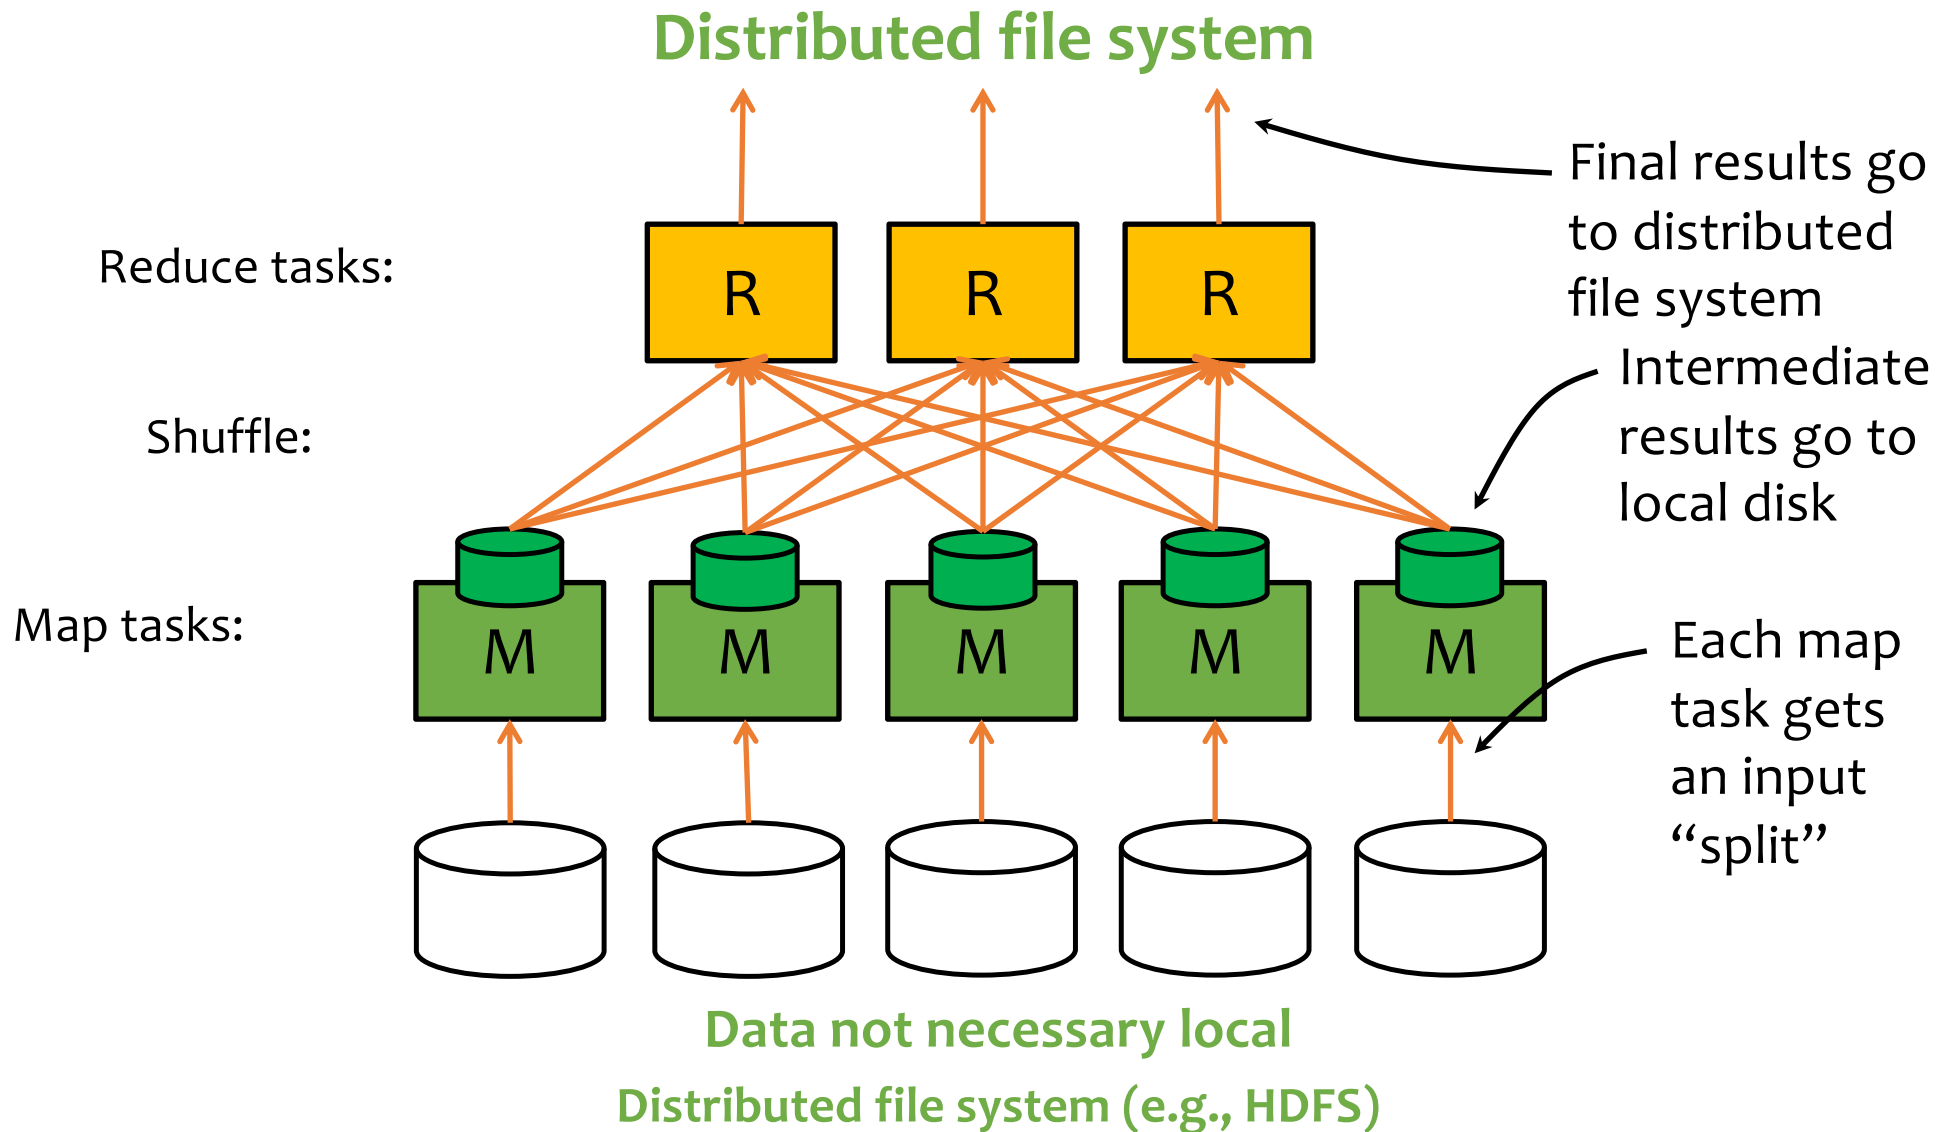 Distributed file system
Final results go
to distributed
file system
Reduce tasks:
R
R
R
Intermediate
results go to
local disk
Shuffle:
Map tasks:
M
M
M
M
M
Each map
task gets
an input
“split”
Data not necessary local
Distributed file system (e.g., HDFS)